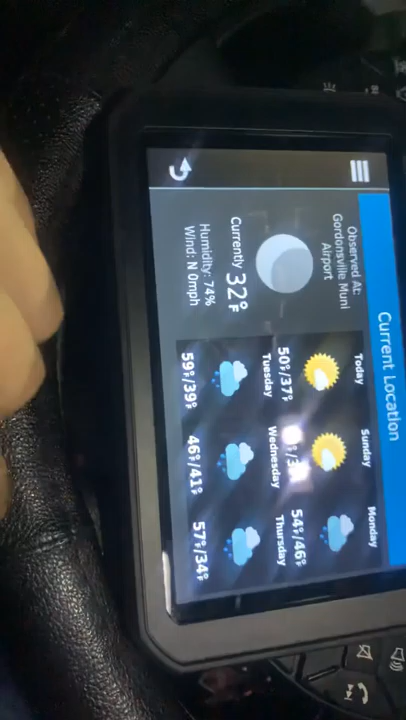 Current Location
Observed At:
Gordonsville Muni
Airport
Currently 32°F
Humidity: 74%
Wind: N 0mph
Today
Sunday
Monday
50°/37°F
54°/46°F
Tuesday
Wednesday
Thursday
59°/39°F
46°/41°F
57°/34°F